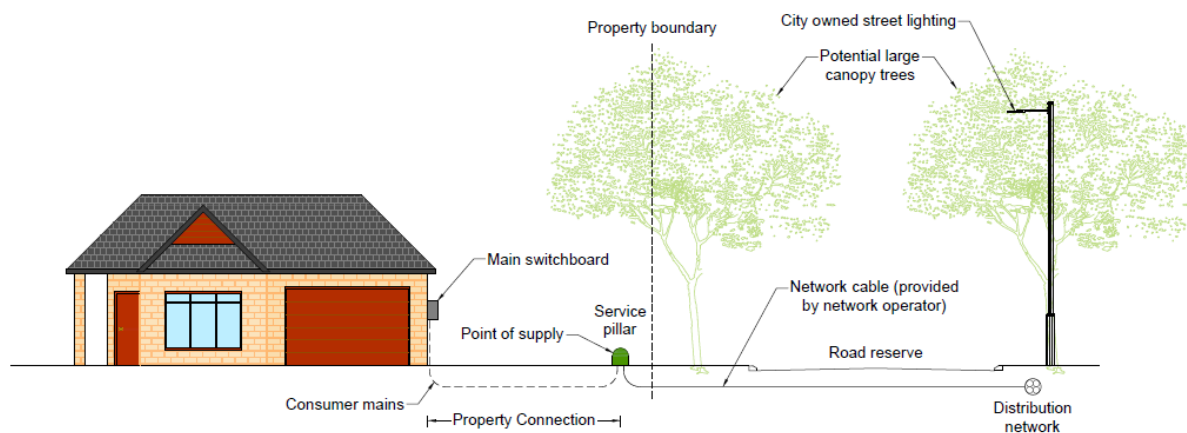 City owned street lighting
Property boundary
Potential large
canopy trees
Main switchboard
Network cable (provided
by network operator)
Service
pillar
Point of supply
Road reserve
Consumer mains
Property Connection
Distribution
network